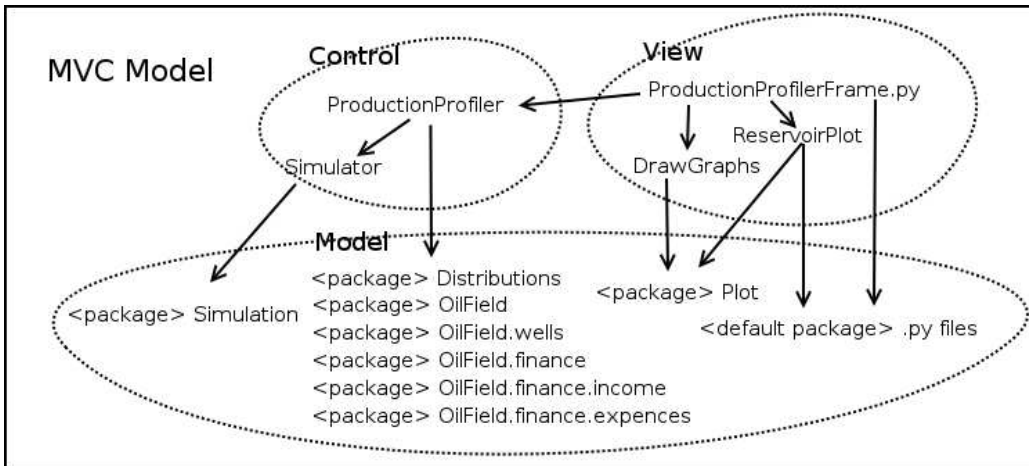 MVC Model
Control
View
ProductionProfiler
ProductionProfilerFrame.py
Simulator
DrawGraphs
ReservoirPlot
Model
<package> Simulation
<package> Distributions
<package> OilField
<package> OilField.wells
<package> OilField.finance
<package> OilField.finance.income
<package> OilField.finance.expences
<package> Plot
<default package> .py files